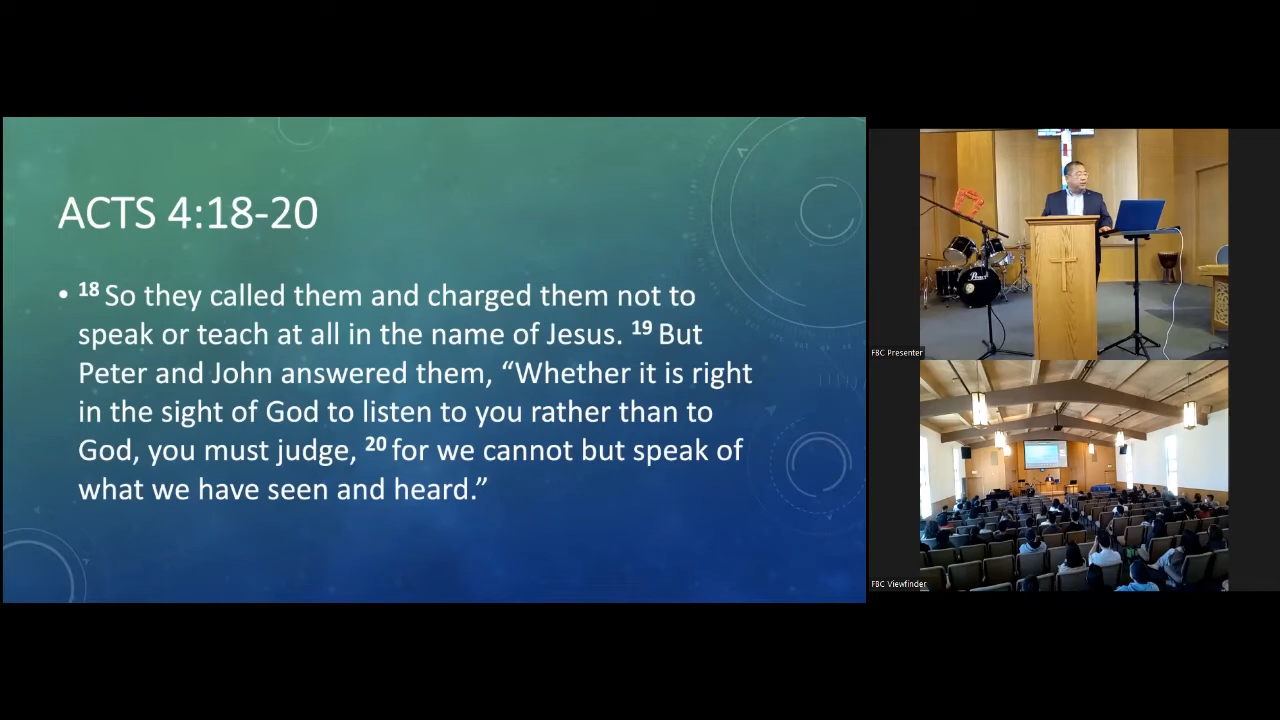 ACTS 4:18-20
• 18 So they called them and charged them not to
speak or teach at all in the name of Jesus. 19 But
Peter and John answered them, “Whether it is right
in the sight of God to listen to you rather than to
God, you must judge, 20 for we cannot but speak of
what we have seen and heard.”
FBC Presenter
FBC Viewfinder